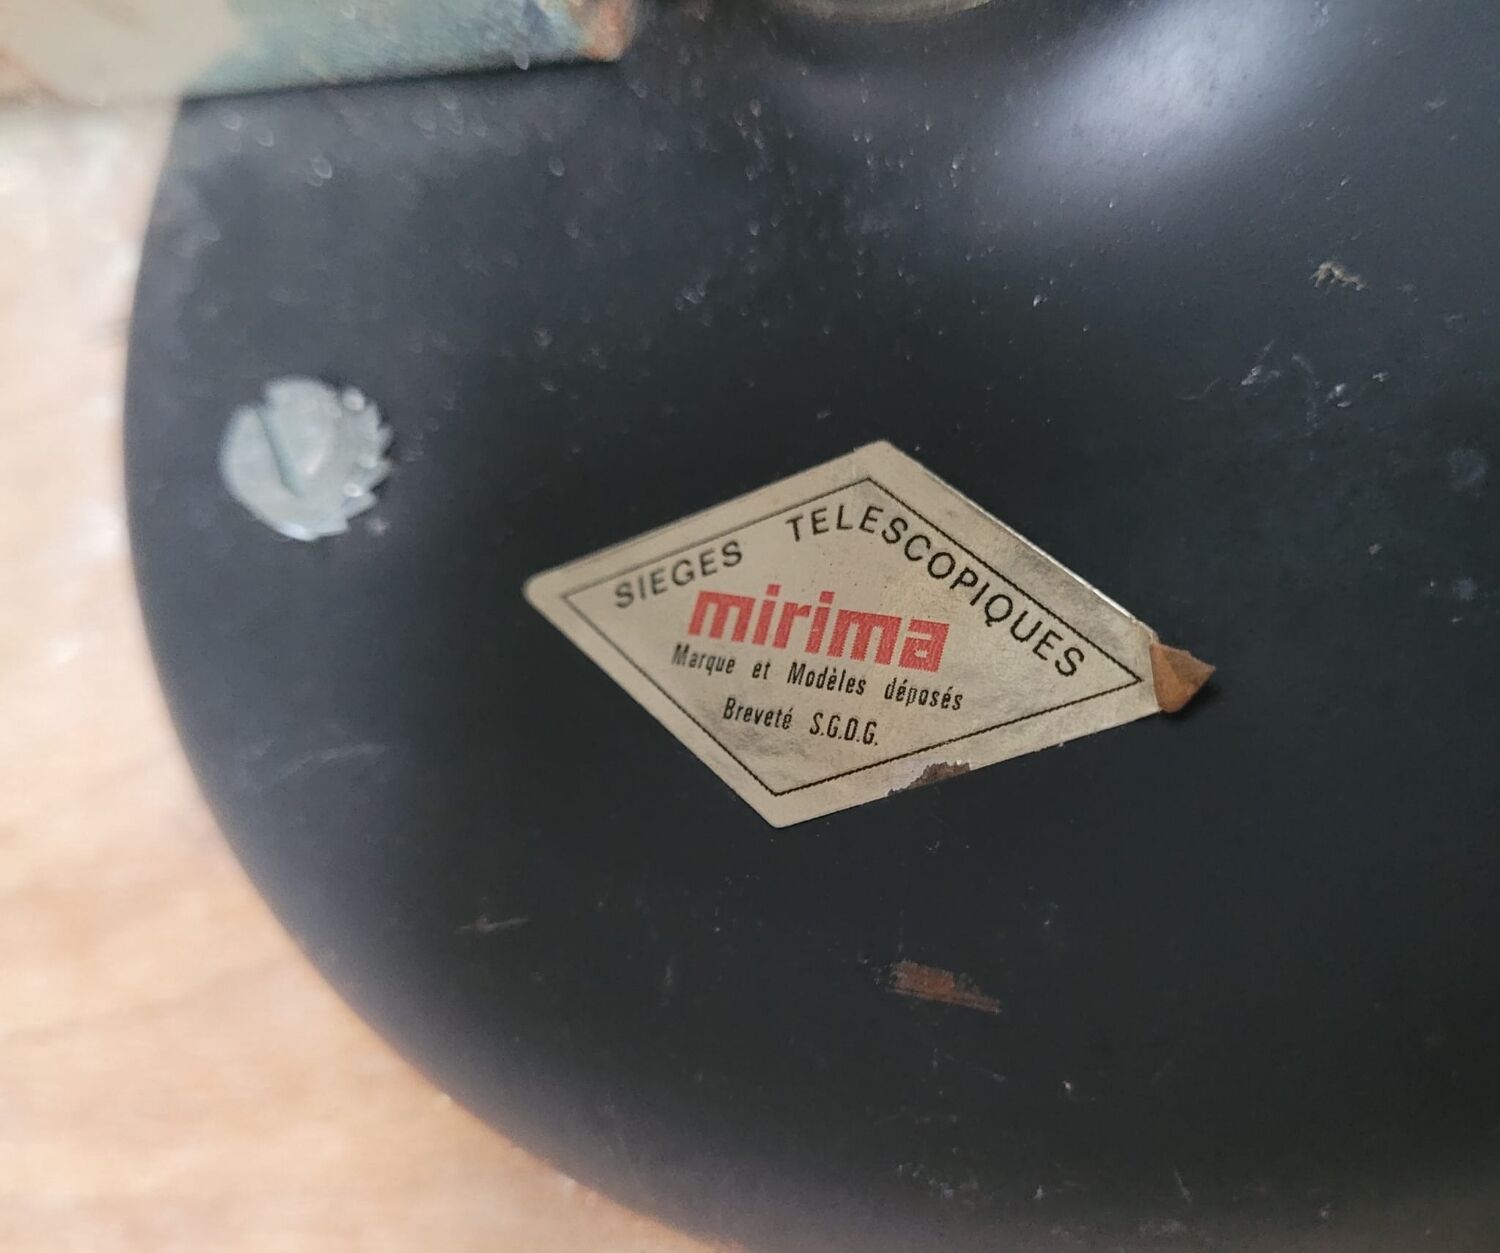 SIEGES TELESCOPIQUES
mirima
Marque et Modèles déposés
Breveté S.G.D.G.